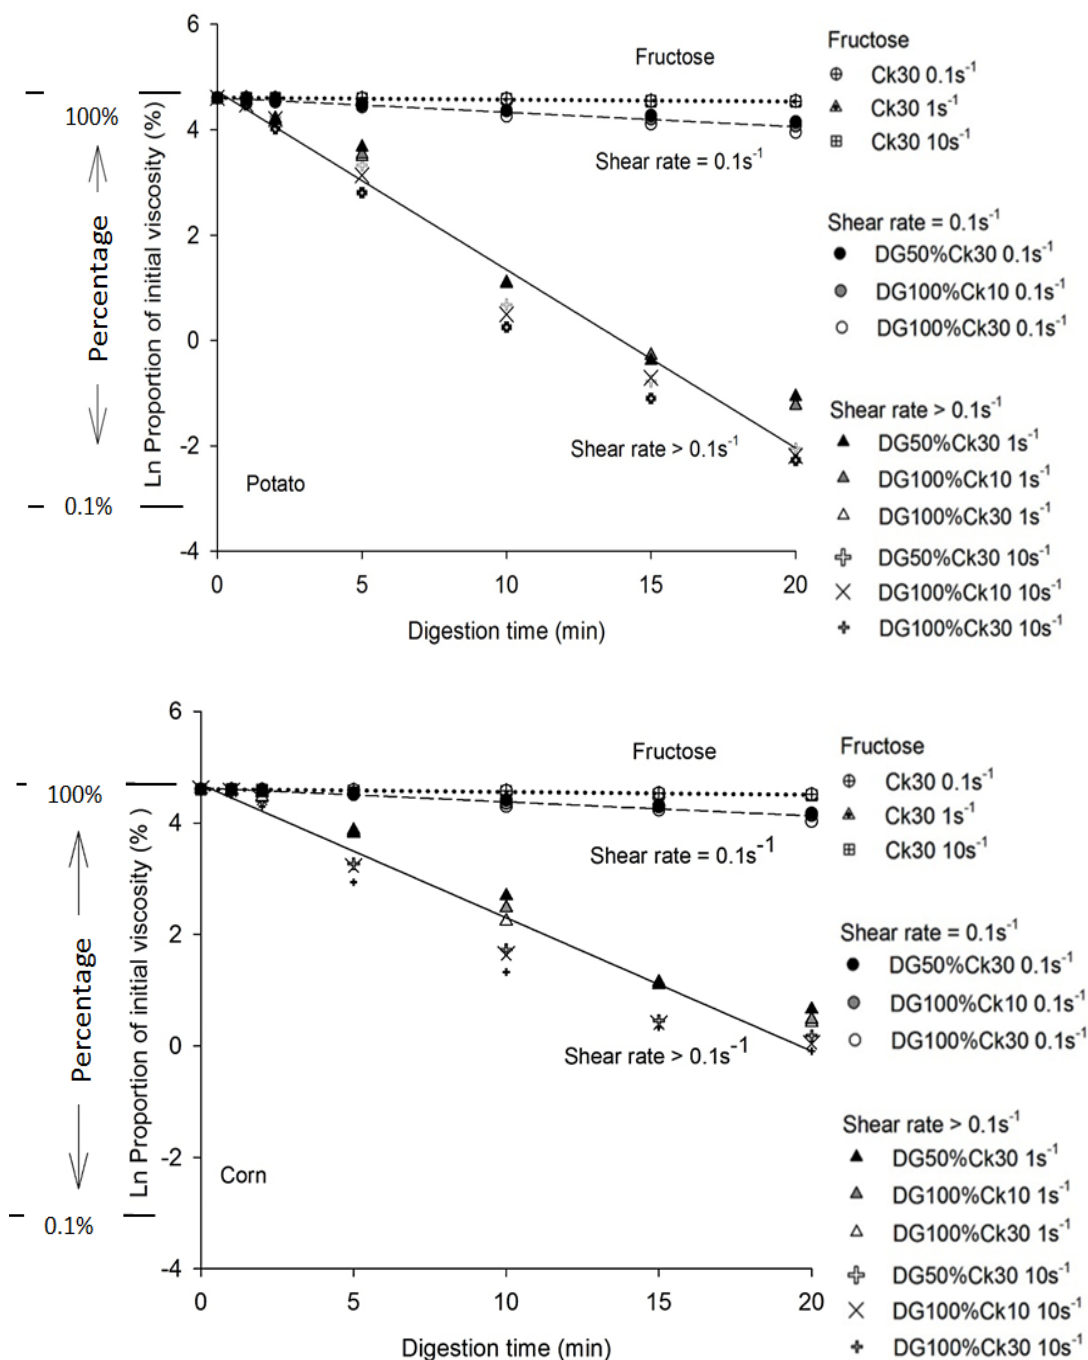 6
4
2
0
-2
-4
0
5
10
15
20
Ln Proportion of initial viscosity (%)
Percentage
100%
0.1%
Digestion time (min)
Potato
Fructose
Shear rate = 0.1s⁻¹
Shear rate > 0.1s⁻¹
Fructose
Ck30 0.1s⁻¹
Ck30 1s⁻¹
Ck30 10s⁻¹
Shear rate = 0.1s⁻¹
DG50%Ck30 0.1s⁻¹
DG100%Ck10 0.1s⁻¹
DG100%Ck30 0.1s⁻¹
Shear rate > 0.1s⁻¹
DG50%Ck30 1s⁻¹
DG100%Ck10 1s⁻¹
DG100%Ck30 1s⁻¹
DG50%Ck30 10s⁻¹
DG100%Ck10 10s⁻¹
DG100%Ck30 10s⁻¹
6
4
2
0
-2
-4
0
5
10
15
20
Ln Proportion of initial viscosity (%)
Percentage
100%
0.1%
Digestion time (min)
Corn
Fructose
Shear rate = 0.1s⁻¹
Shear rate > 0.1s⁻¹
Fructose
Ck30 0.1s⁻¹
Ck30 1s⁻¹
Ck30 10s⁻¹
Shear rate = 0.1s⁻¹
DG50%Ck30 0.1s⁻¹
DG100%Ck10 0.1s⁻¹
DG100%Ck30 0.1s⁻¹
Shear rate > 0.1s⁻¹
DG50%Ck30 1s⁻¹
DG100%Ck10 1s⁻¹
DG100%Ck30 1s⁻¹
DG50%Ck30 10s⁻¹
DG100%Ck10 10s⁻¹
DG100%Ck30 10s⁻¹